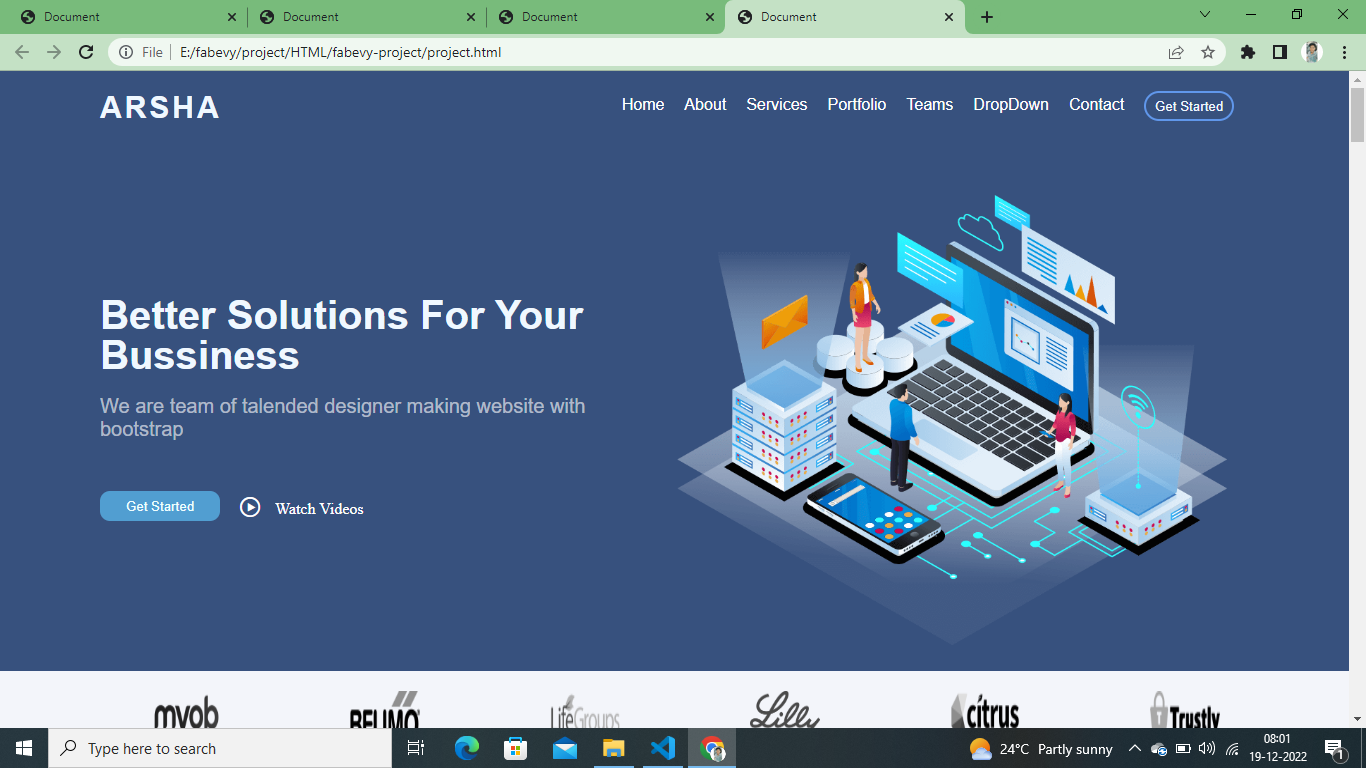 Document
Document
Document
Document
File
E:/fabevy/project/HTML/fabevy-project/project.html
ARSHA
Home
About
Services
Portfolio
Teams
DropDown
Contact
Get Started
Better Solutions For Your
Bussiness
We are team of talended designer making website with
bootstrap
Get Started
Watch Videos
myob
BELIMO
LifeGroups
Lilly
citrus
Trustly
Type here to search
24°C Partly sunny
08:01
19-12-2022
1